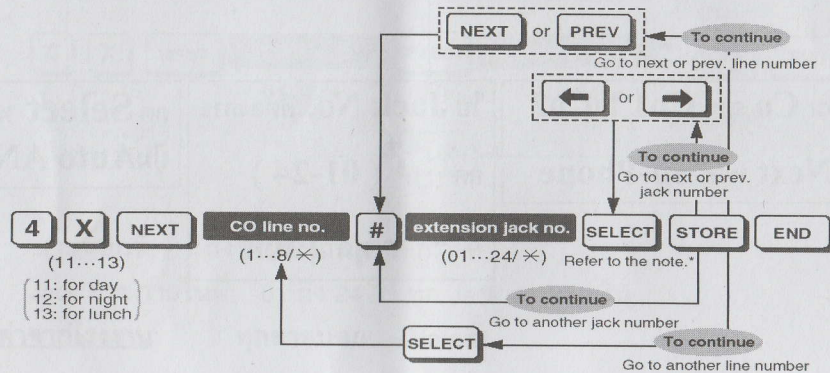 NEXT or PREV
To continue
Go to next or prev. line number
← or →
To continue
Go to next or prev.
jack number
4 X NEXT CO line no. # extension jack no. SELECT STORE END
(11···13) (1···8/✳) (01···24/✳) Refer to the note.*
11: for day
12: for night
13: for lunch
To continue
Go to another jack number
SELECT
To continue
Go to another line number